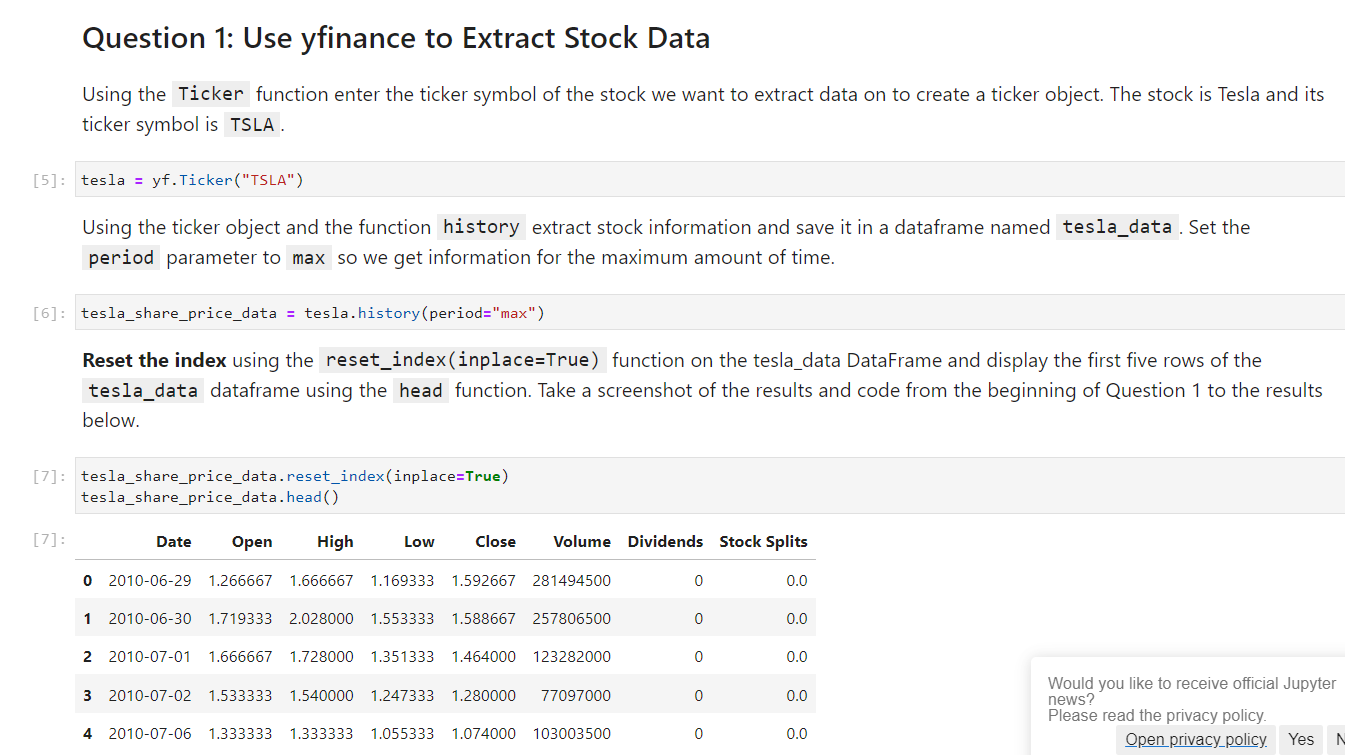 Question 1: Use yfinance to Extract Stock Data
Using the Ticker function enter the ticker symbol of the stock we want to extract data on to create a ticker object. The stock is Tesla and its
ticker symbol is TSLA .
[5]: tesla = yf.Ticker("TSLA")
Using the ticker object and the function history extract stock information and save it in a dataframe named tesla_data . Set the
period parameter to max so we get information for the maximum amount of time.
[6]: tesla_share_price_data = tesla.history(period="max")
Reset the index using the reset_index(inplace=True) function on the tesla_data DataFrame and display the first five rows of the
tesla_data dataframe using the head function. Take a screenshot of the results and code from the beginning of Question 1 to the results
below.
[7]: tesla_share_price_data.reset_index(inplace=True)
tesla_share_price_data.head()
[7]: Date Open High Low Close Volume Dividends Stock Splits
0 2010-06-29 1.266667 1.666667 1.169333 1.592667 281494500 0 0.0
1 2010-06-30 1.719333 2.028000 1.553333 1.588667 257806500 0 0.0
2 2010-07-01 1.666667 1.728000 1.351333 1.464000 123282000 0 0.0
3 2010-07-02 1.533333 1.540000 1.247333 1.280000 77097000 0 0.0
4 2010-07-06 1.333333 1.333333 1.055333 1.074000 103003500 0 0.0
Would you like to receive official Jupyter
news?
Please read the privacy policy.
Open privacy policy Yes N